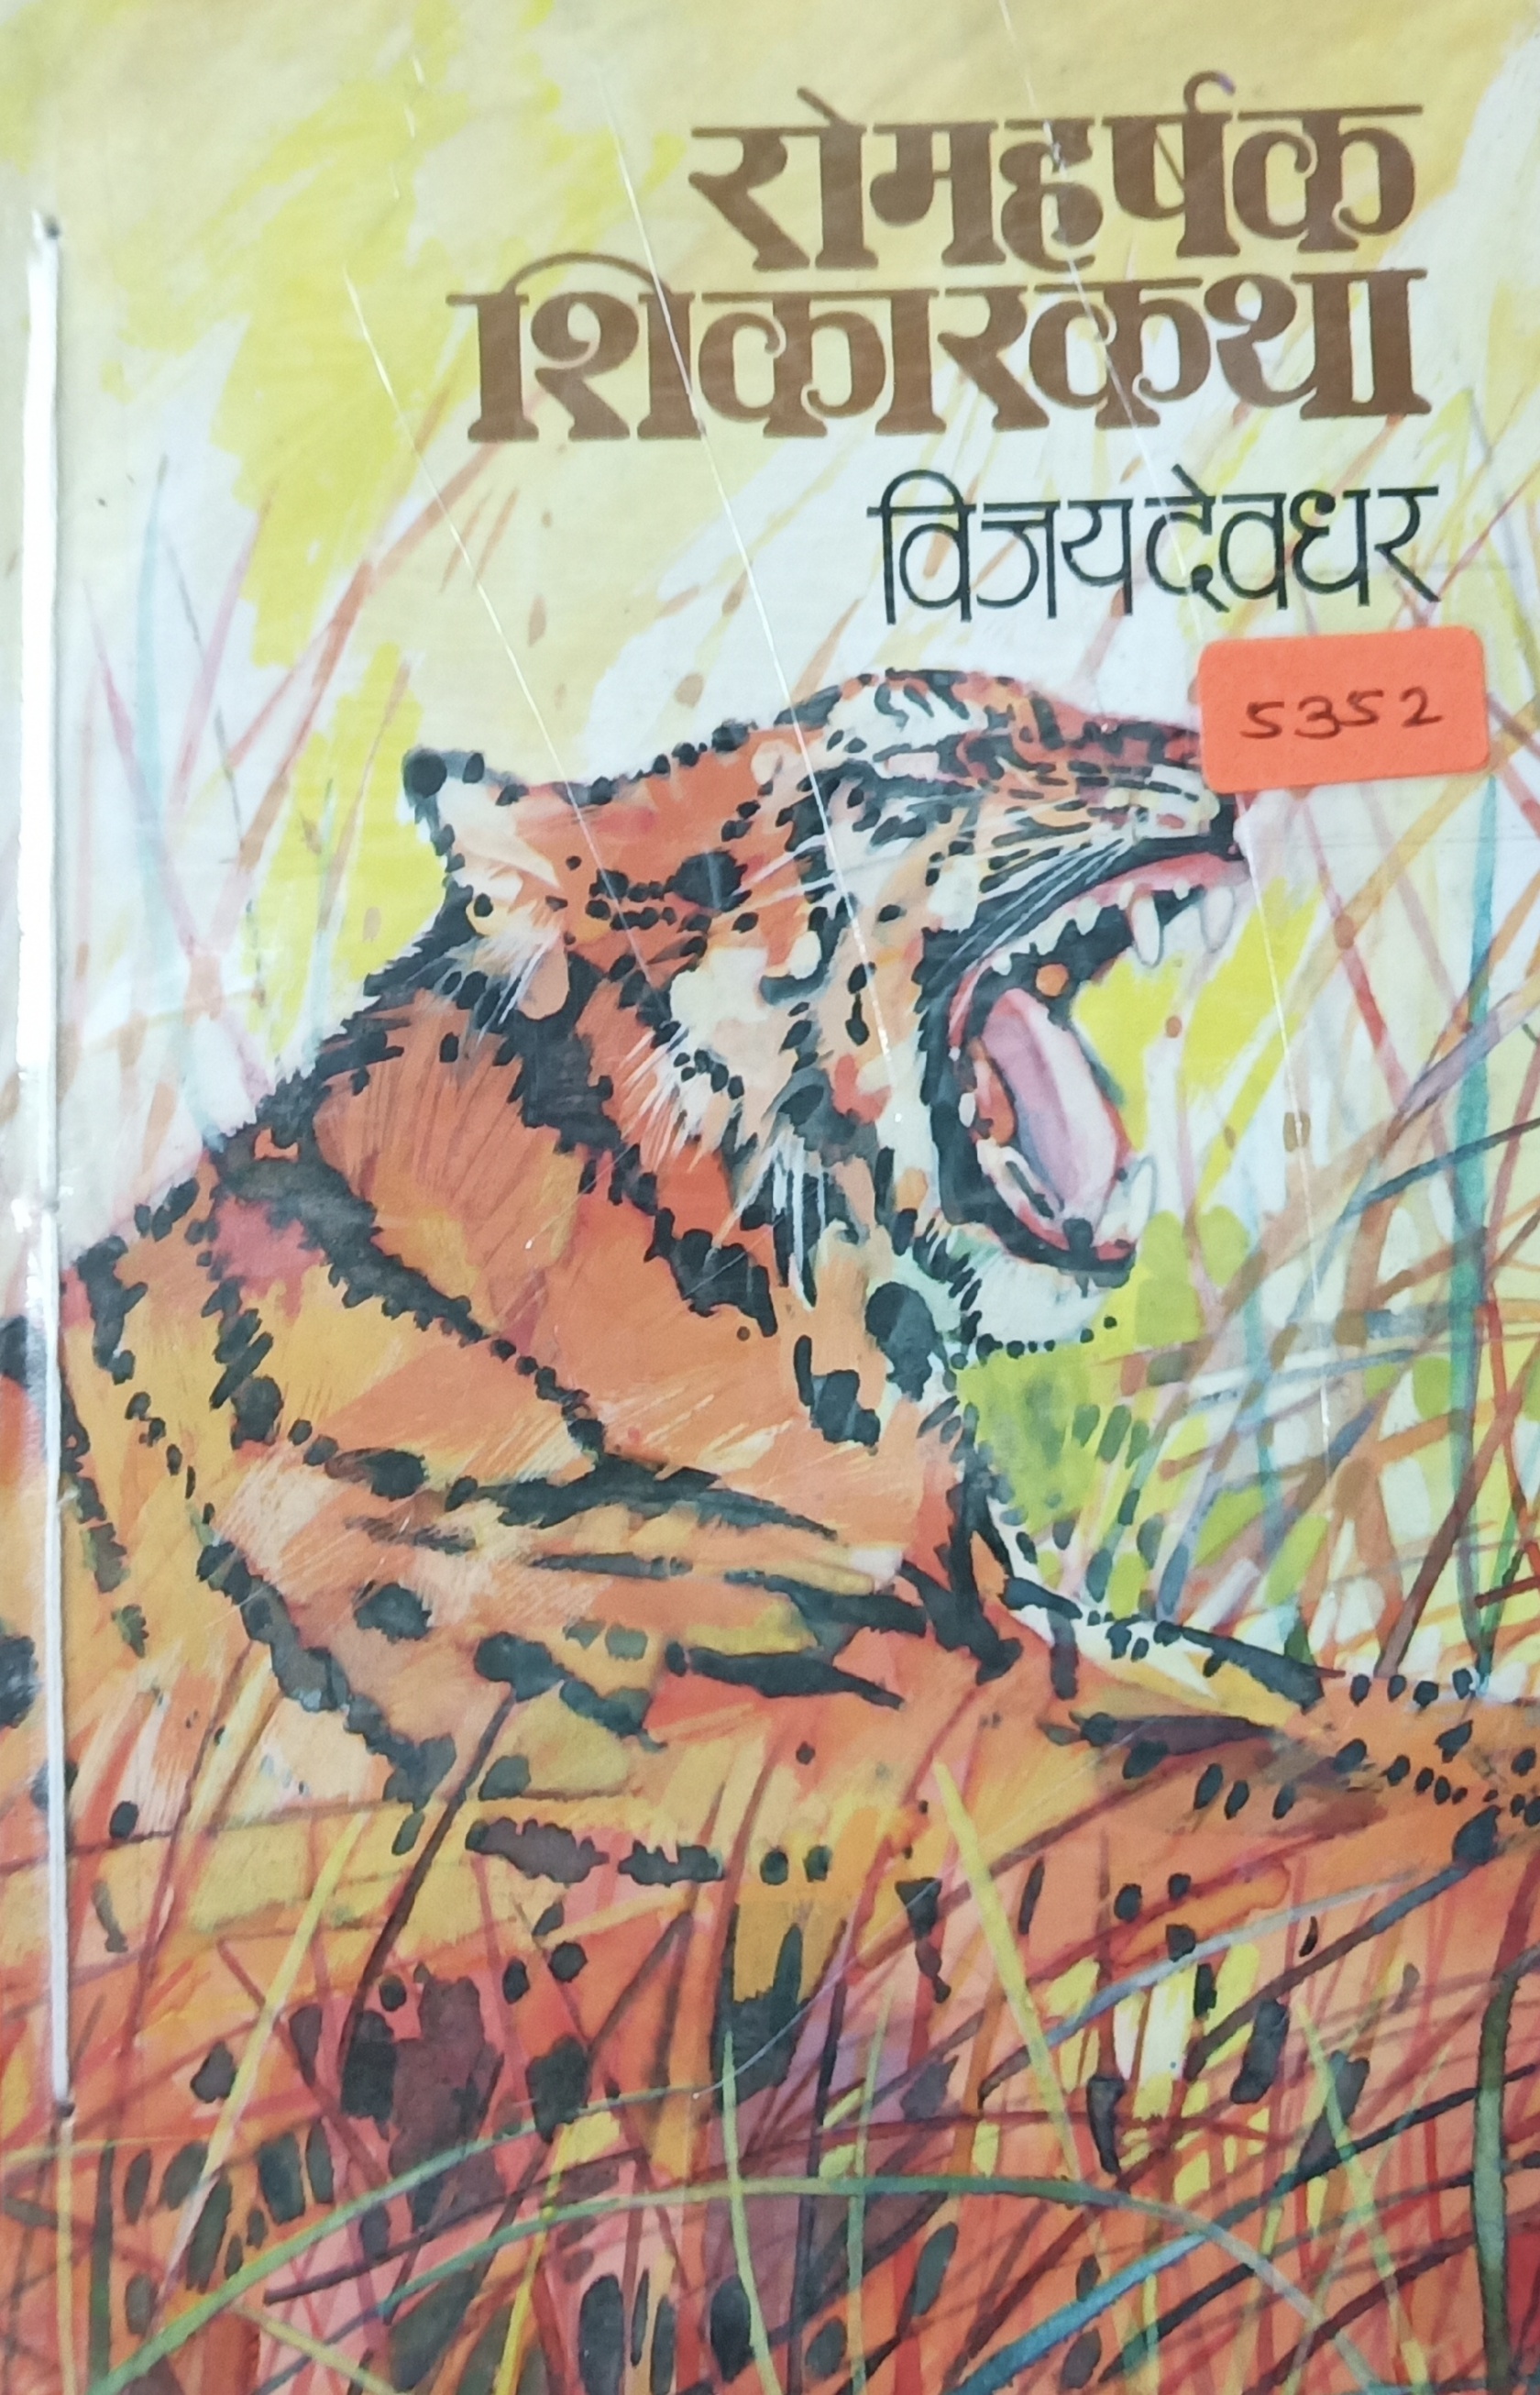 रोमहर्षक
शिकारकथा
विजय देवधर
5352